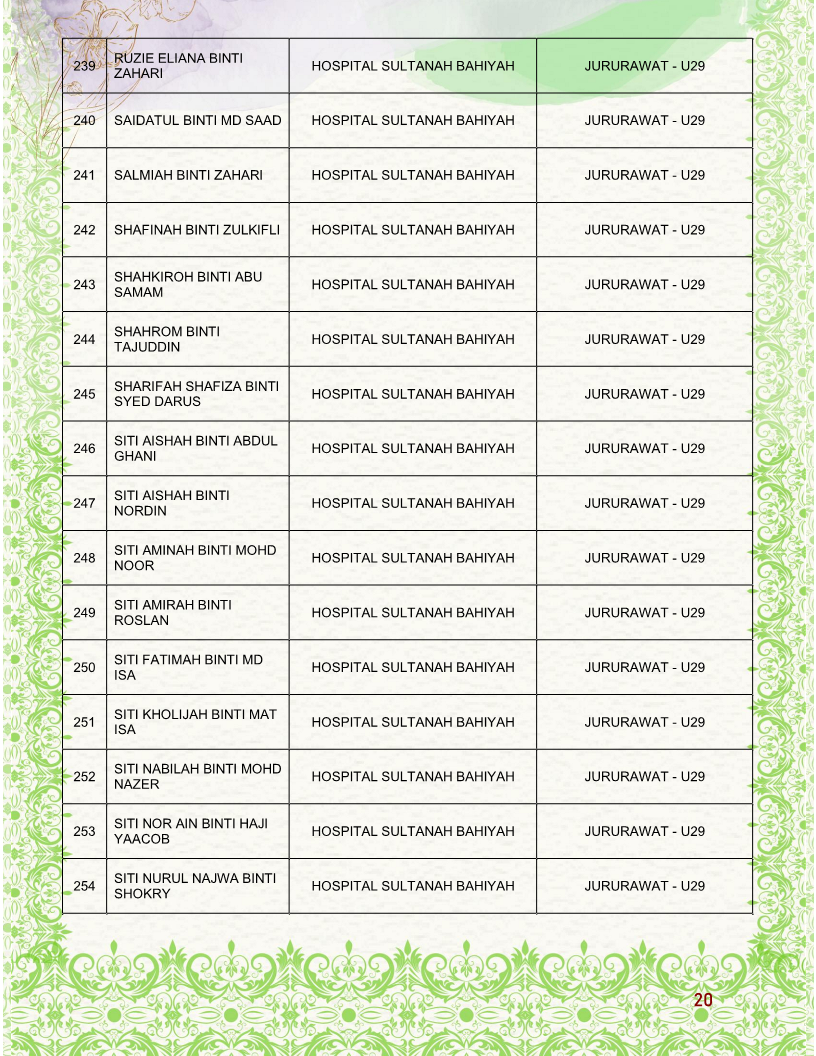 239 RUZIE ELIANA BINTI
ZAHARI HOSPITAL SULTANAH BAHIYAH JURURAWAT - U29
240 SAIDATUL BINTI MD SAAD HOSPITAL SULTANAH BAHIYAH JURURAWAT - U29
241 SALMIAH BINTI ZAHARI HOSPITAL SULTANAH BAHIYAH JURURAWAT - U29
242 SHAFINAH BINTI ZULKIFLI HOSPITAL SULTANAH BAHIYAH JURURAWAT - U29
243 SHAHKIROH BINTI ABU
SAMAM HOSPITAL SULTANAH BAHIYAH JURURAWAT - U29
244 SHAHROM BINTI
TAJUDDIN HOSPITAL SULTANAH BAHIYAH JURURAWAT - U29
245 SHARIFAH SHAFIZA BINTI
SYED DARUS HOSPITAL SULTANAH BAHIYAH JURURAWAT - U29
246 SITI AISHAH BINTI ABDUL
GHANI HOSPITAL SULTANAH BAHIYAH JURURAWAT - U29
247 SITI AISHAH BINTI
NORDIN HOSPITAL SULTANAH BAHIYAH JURURAWAT - U29
248 SITI AMINAH BINTI MOHD
NOOR HOSPITAL SULTANAH BAHIYAH JURURAWAT - U29
249 SITI AMIRAH BINTI
ROSLAN HOSPITAL SULTANAH BAHIYAH JURURAWAT - U29
250 SITI FATIMAH BINTI MD
ISA HOSPITAL SULTANAH BAHIYAH JURURAWAT - U29
251 SITI KHOLIJAH BINTI MAT
ISA HOSPITAL SULTANAH BAHIYAH JURURAWAT - U29
252 SITI NABILAH BINTI MOHD
NAZER HOSPITAL SULTANAH BAHIYAH JURURAWAT - U29
253 SITI NOR AIN BINTI HAJI
YAACOB HOSPITAL SULTANAH BAHIYAH JURURAWAT - U29
254 SITI NURUL NAJWA BINTI
SHOKRY HOSPITAL SULTANAH BAHIYAH JURURAWAT - U29
20